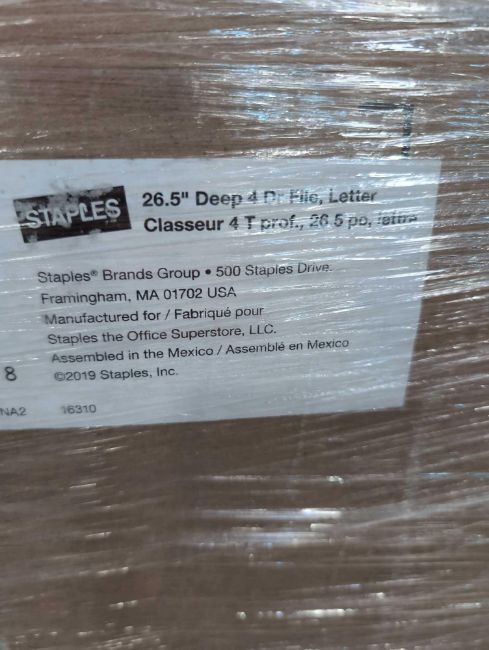 STAPLES
26.5" Deep 4 Dr File, Letter
Classeur 4 T prof., 26 5 po, lettre
Staples® Brands Group • 500 Staples Drive.
Framingham, MA 01702 USA
Manufactured for / Fabriqué pour
Staples the Office Superstore, LLC.
Assembled in the Mexico / Assemblé en Mexico
©2019 Staples, Inc.
8
NA2 16310